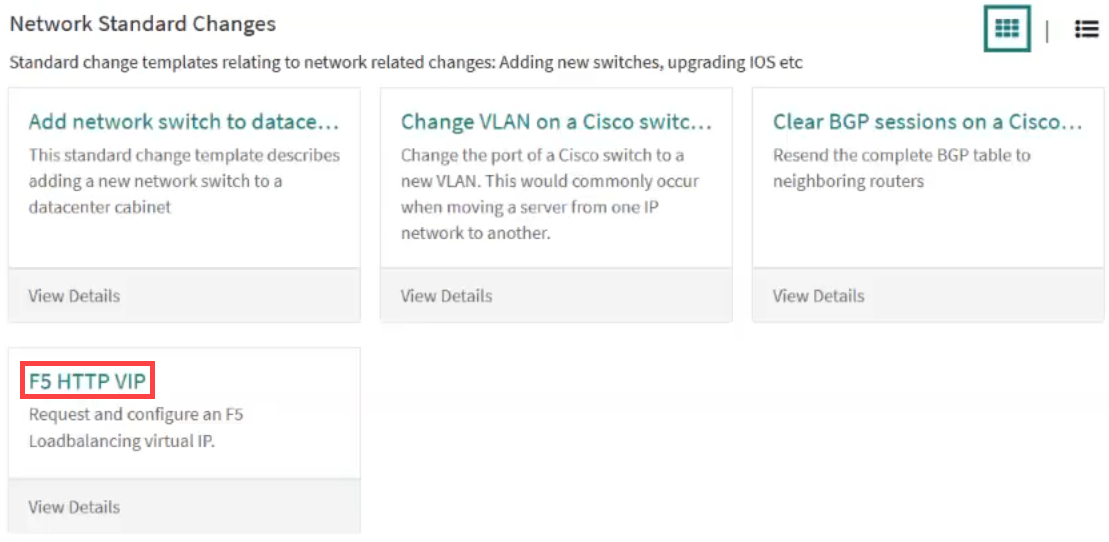 Network Standard Changes
Standard change templates relating to network related changes: Adding new switches, upgrading IOS etc
Add network switch to datace...
This standard change template describes
adding a new network switch to a
datacenter cabinet
View Details
Change VLAN on a Cisco switc...
Change the port of a Cisco switch to a
new VLAN. This would commonly occur
when moving a server from one IP
network to another.
View Details
Clear BGP sessions on a Cisco...
Resend the complete BGP table to
neighboring routers
View Details
F5 HTTP VIP
Request and configure an F5
Loadbalancing virtual IP.
View Details